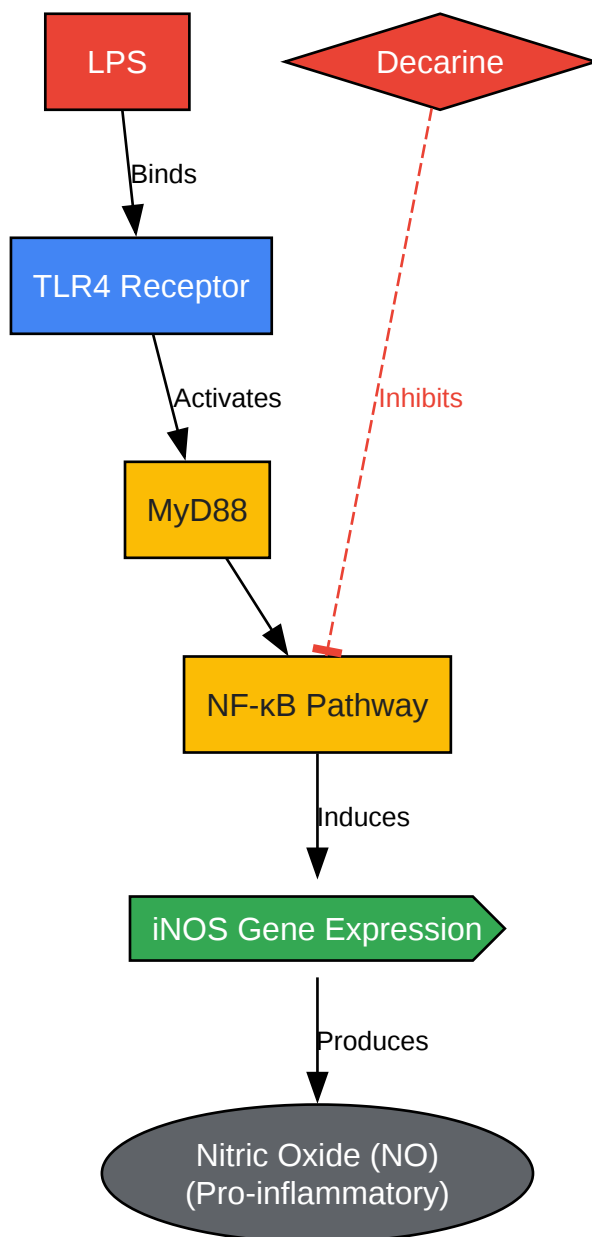 LPS
Decarine
Binds
TLR4 Receptor
Activates
Inhibits
MyD88
NF-κB Pathway
Induces
iNOS Gene Expression
Produces
Nitric Oxide (NO)
(Pro-inflammatory)